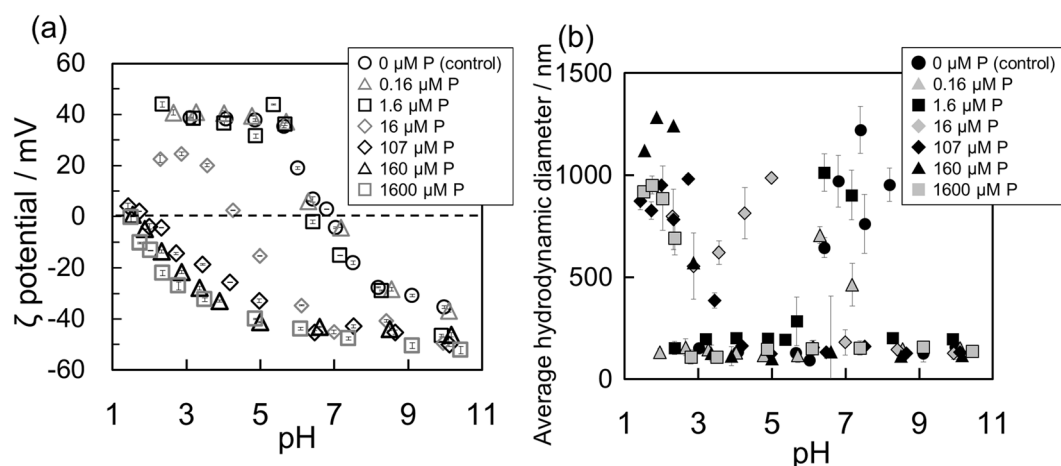 (a)
ζ potential / mV
60
40
20
0
-20
-40
-60
1
3
5
7
9
11
pH
0 µM P (control)
0.16 µM P
1.6 µM P
16 µM P
107 µM P
160 µM P
1600 µM P
(b)
Average hydrodynamic diameter / nm
1500
1000
500
0
1
3
5
7
9
11
pH
0 µM P (control)
0.16 µM P
1.6 µM P
16 µM P
107 µM P
160 µM P
1600 µM P